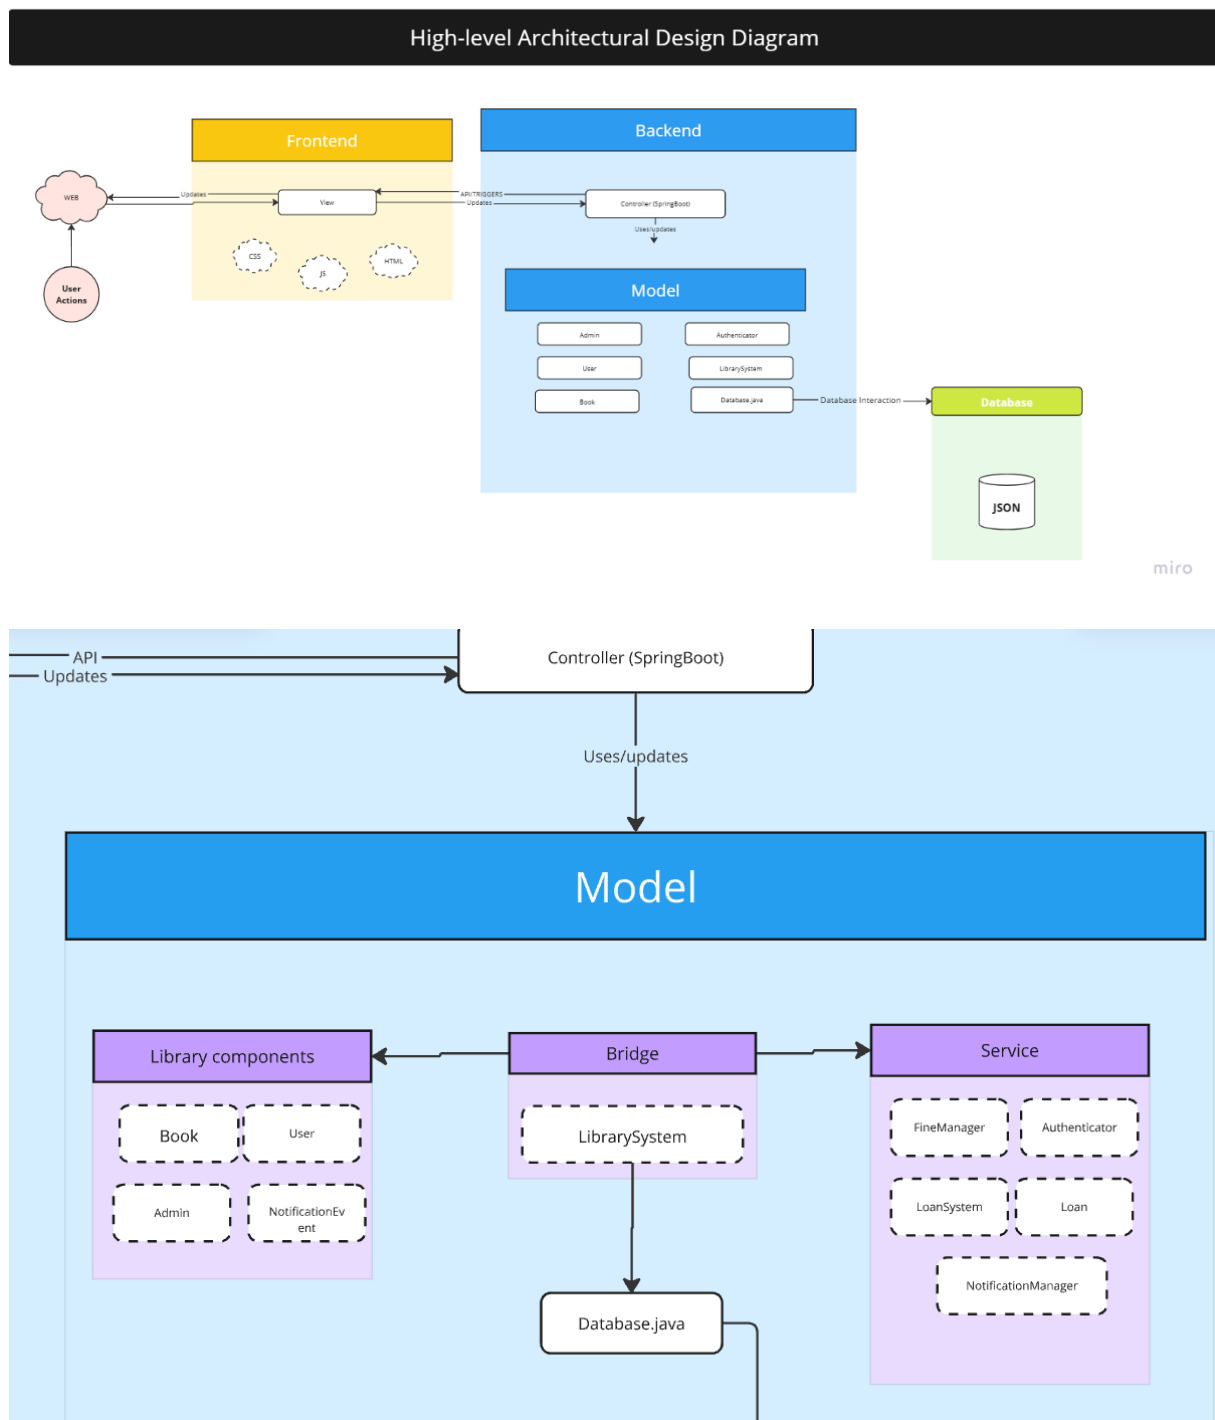 High-level Architectural Design Diagram
Frontend
Backend
WEB
Updates
View
API/TRIGGERS
Updates
Controller (SpringBoot)
Uses/updates
CSS
JS
HTML
User
Actions
Model
Admin
Authenticator
User
LibrarySystem
Book
Database.java
Database Interaction
Database
JSON
miro
API
Updates
Controller (SpringBoot)
Uses/updates
Model
Library components
Bridge
Service
Book
User
LibrarySystem
FineManager
Authenticator
Admin
NotificationEv
ent
LoanSystem
Loan
NotificationManager
Database.java